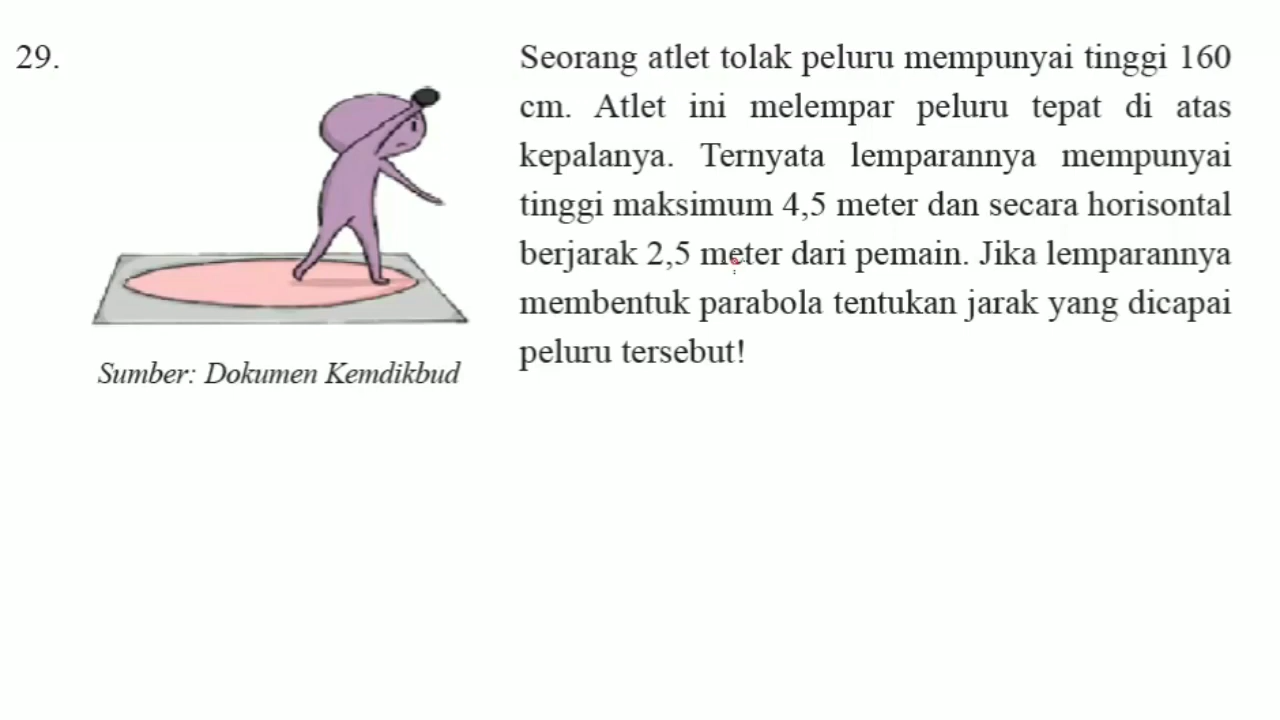 29.
Seorang atlet tolak peluru mempunyai tinggi 160
cm. Atlet ini melempar peluru tepat di atas
kepalanya. Ternyata lemparannya mempunyai
tinggi maksimum 4,5 meter dan secara horisontal
berjarak 2,5 meter dari pemain. Jika lemparannya
membentuk parabola tentukan jarak yang dicapai
peluru tersebut!
Sumber: Dokumen Kemdikbud